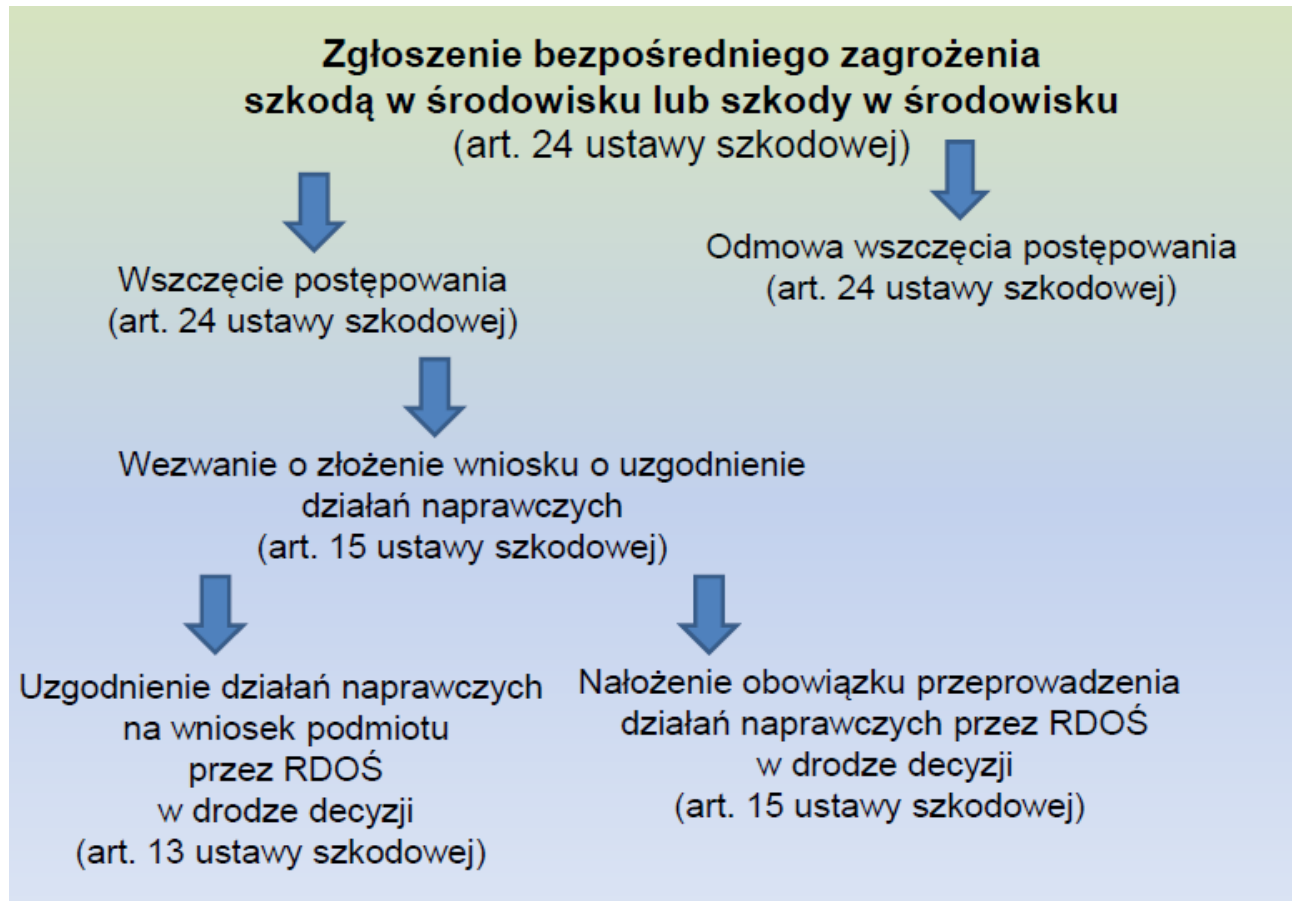 Zgłoszenie bezpośredniego zagrożenia
szkodą w środowisku lub szkody w środowisku
(art. 24 ustawy szkodowej)
Wszczęcie postępowania
(art. 24 ustawy szkodowej)
Odmowa wszczęcia postępowania
(art. 24 ustawy szkodowej)
Wezwanie o złożenie wniosku o uzgodnienie
działań naprawczych
(art. 15 ustawy szkodowej)
Uzgodnienie działań naprawczych
na wniosek podmiotu
przez RDOŚ
w drodze decyzji
(art. 13 ustawy szkodowej)
Nałożenie obowiązku przeprowadzenia
działań naprawczych przez RDOŚ
w drodze decyzji
(art. 15 ustawy szkodowej)